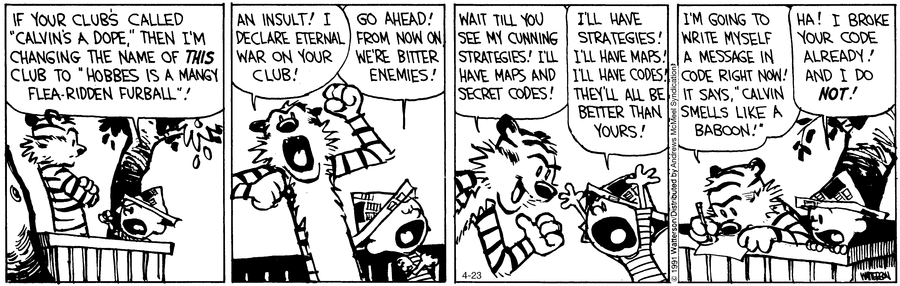 IF YOUR CLUB'S CALLED
"CALVIN'S A DOPE," THEN I'M
CHANGING THE NAME OF THIS
CLUB TO "HOBBES IS A MANGY
FLEA-RIDDEN FURBALL"!
AN INSULT! I
DECLARE ETERNAL
WAR ON YOUR
CLUB!
GO AHEAD!
FROM NOW ON,
WE'RE BITTER
ENEMIES!
WAIT TILL YOU
SEE MY CUNNING
STRATEGIES! I'LL
HAVE MAPS AND
SECRET CODES!
I'LL HAVE
STRATEGIES!
I'LL HAVE MAPS!
I'LL HAVE CODES!
THEY'LL ALL BE
BETTER THAN
YOURS!
4-23
© 1991 Watterson/Distributed by Andrews McMeel Syndication
I'M GOING TO
WRITE MYSELF
A MESSAGE IN
CODE RIGHT NOW!
IT SAYS, "CALVIN
SMELLS LIKE A
BABOON!"
HA! I BROKE
YOUR CODE
ALREADY!
AND I DO
NOT!
WATTERSON